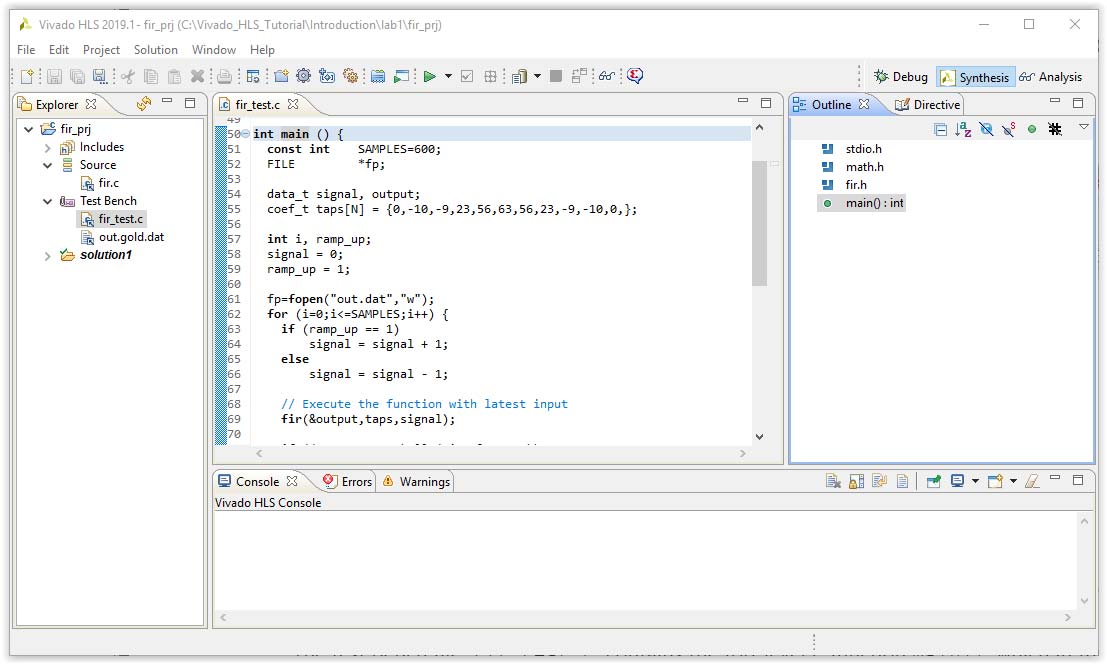 Vivado HLS 2019.1 - fir_prj (C:\Vivado_HLS_Tutorial\Introduction\lab1\fir_prj)
File Edit Project Solution Window Help
Debug Synthesis Analysis
Explorer
fir_prj
Includes
Source
fir.c
Test Bench
fir_test.c
out.gold.dat
solution1
fir_test.c
49
50 int main () {
51 const int    SAMPLES=600;
52 FILE         *fp;
53
54 data_t signal, output;
55 coef_t taps[N] = {0,-10,-9,23,56,63,56,23,-9,-10,0,};
56
57 int i, ramp_up;
58 signal = 0;
59 ramp_up = 1;
60
61 fp=fopen("out.dat","w");
62 for (i=0;i<=SAMPLES;i++) {
63 if (ramp_up == 1)
64 signal = signal + 1;
65 else
66 signal = signal - 1;
67
68 // Execute the function with latest input
69 fir(&output,taps,signal);
70
Outline Directive
stdio.h
math.h
fir.h
main() : int
Console Errors Warnings
Vivado HLS Console